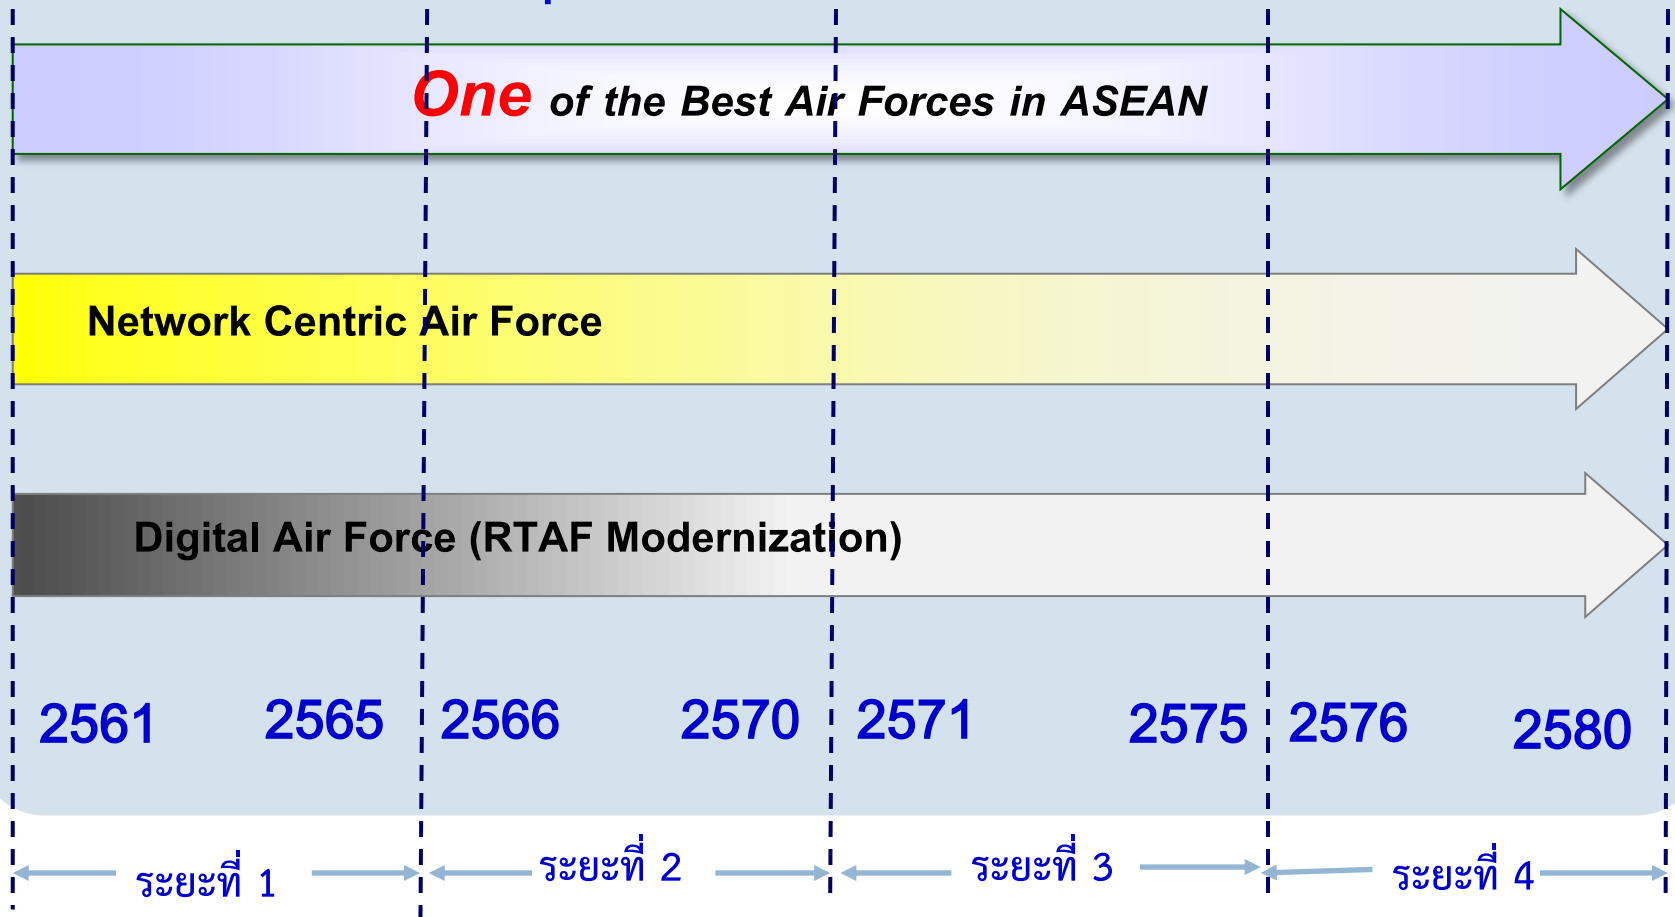 One of the Best Air Forces in ASEAN
Network Centric Air Force
Digital Air Force (RTAF Modernization)
2561 2565 2566 2570 2571 2575 2576 2580
ระยะที่ 1 ระยะที่ 2 ระยะที่ 3 ระยะที่ 4